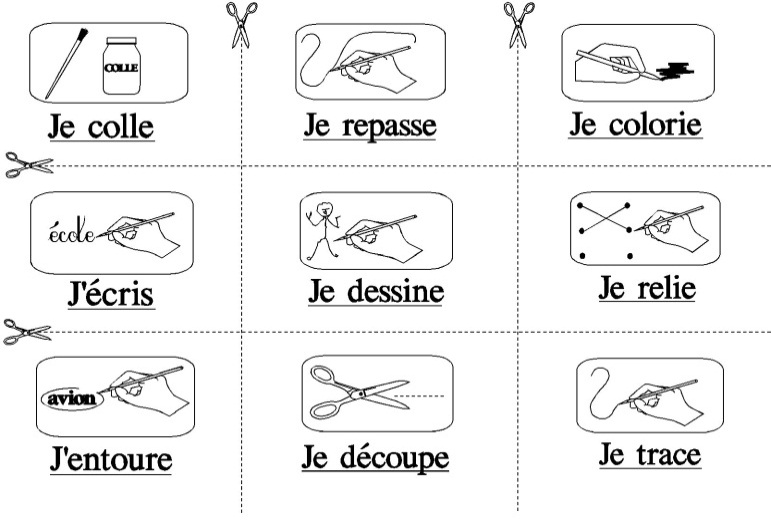 COLLE
Je colle
Je repasse
Je colorie
école
J'écris
Je dessine
Je relie
avion
J'entoure
Je découpe
Je trace